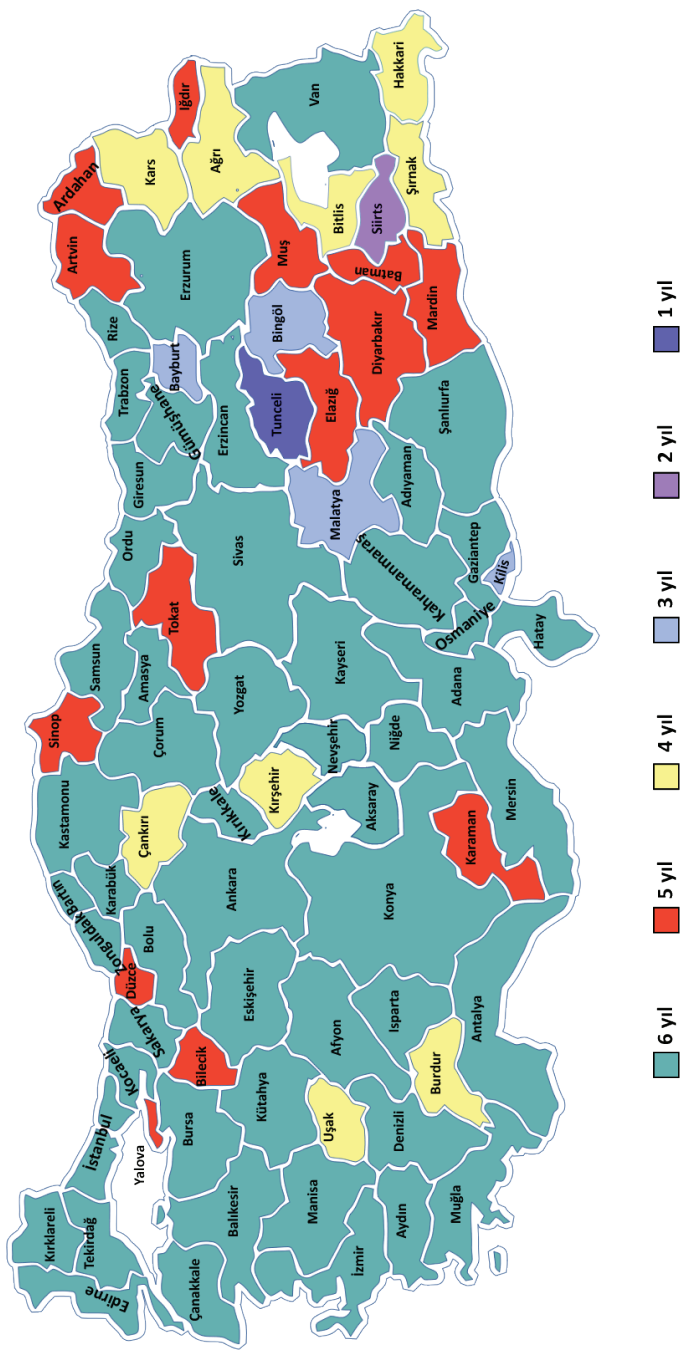 Kırklareli
Edirne
Tekirdağ
İstanbul
Yalova
Kocaeli
Sakarya
Düzce
Zonguldak
Bartın
Karabük
Kastamonu
Sinop
Samsun
Ordu
Giresun
Trabzon
Rize
Artvin
Ardahan
Çanakkale
Balıkesir
Bursa
Bilecik
Bolu
Çankırı
Çorum
Amasya
Tokat
Gümüşhane
Bayburt
Erzurum
Kars
Iğdır
Kütahya
Eskişehir
Ankara
Kırıkkale
Kırşehir
Yozgat
Sivas
Erzincan
Tunceli
Bingöl
Muş
Ağrı
Van
İzmir
Manisa
Uşak
Afyon
Konya
Aksaray
Nevşehir
Niğde
Kayseri
Malatya
Elazığ
Diyarbakır
Batman
Bitlis
Siirts
Aydın
Denizli
Burdur
Isparta
Karaman
Kahramanmaraş
Adıyaman
Mardin
Şırnak
Hakkari
Muğla
Antalya
Mersin
Adana
Osmaniye
Gaziantep
Kilis
Şanlıurfa
Hatay
6 yıl
5 yıl
4 yıl
3 yıl
2 yıl
1 yıl